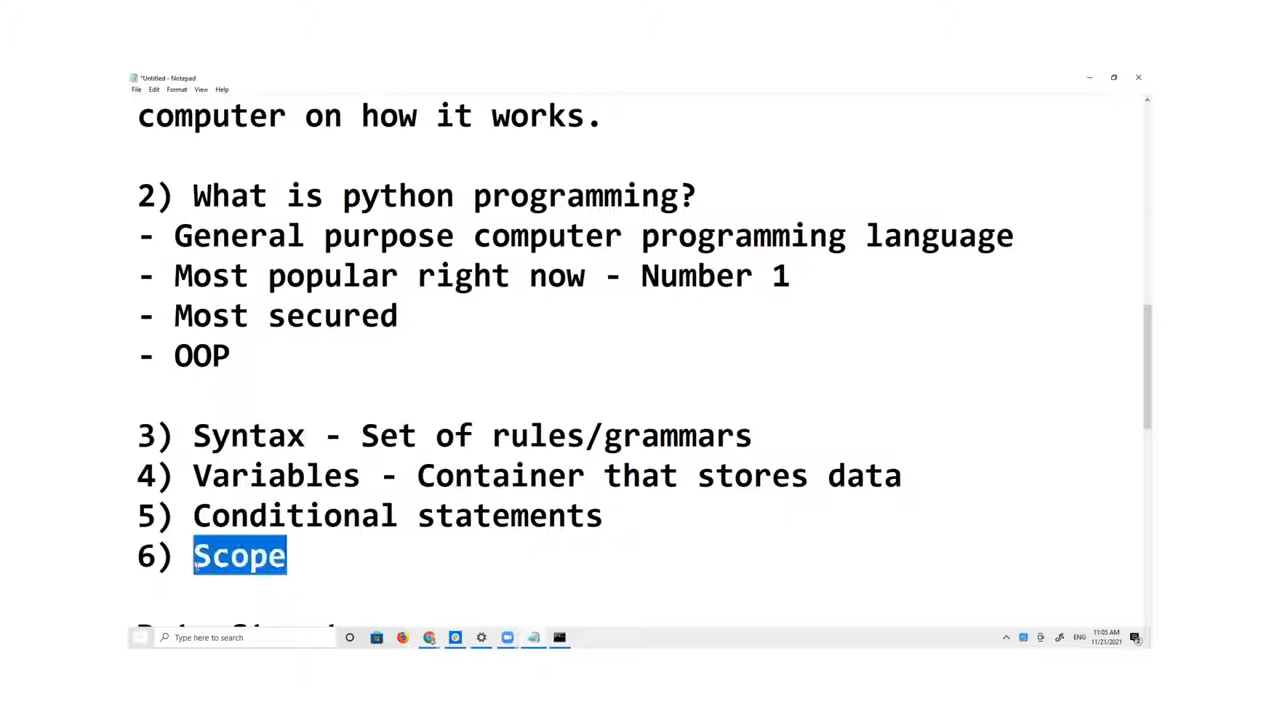 *Untitled - Notepad
File Edit Format View Help
computer on how it works.
2) What is python programming?
- General purpose computer programming language
- Most popular right now - Number 1
- Most secured
- OOP
3) Syntax - Set of rules/grammars
4) Variables - Container that stores data
5) Conditional statements
6) Scope
Type here to search
ENG
11:05 AM
11/21/2021